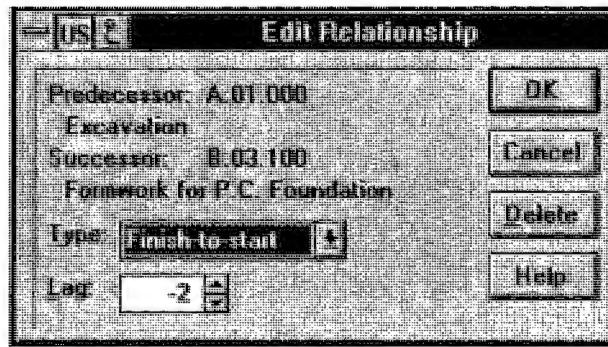 US ? Edit Relationship
Predecessor: A.01.000
Excavation
Successor: B.03.100
Formwork for P.C. Foundation
Type: Finish to start
Lag: -2
OK
Cancel
Delete
Help